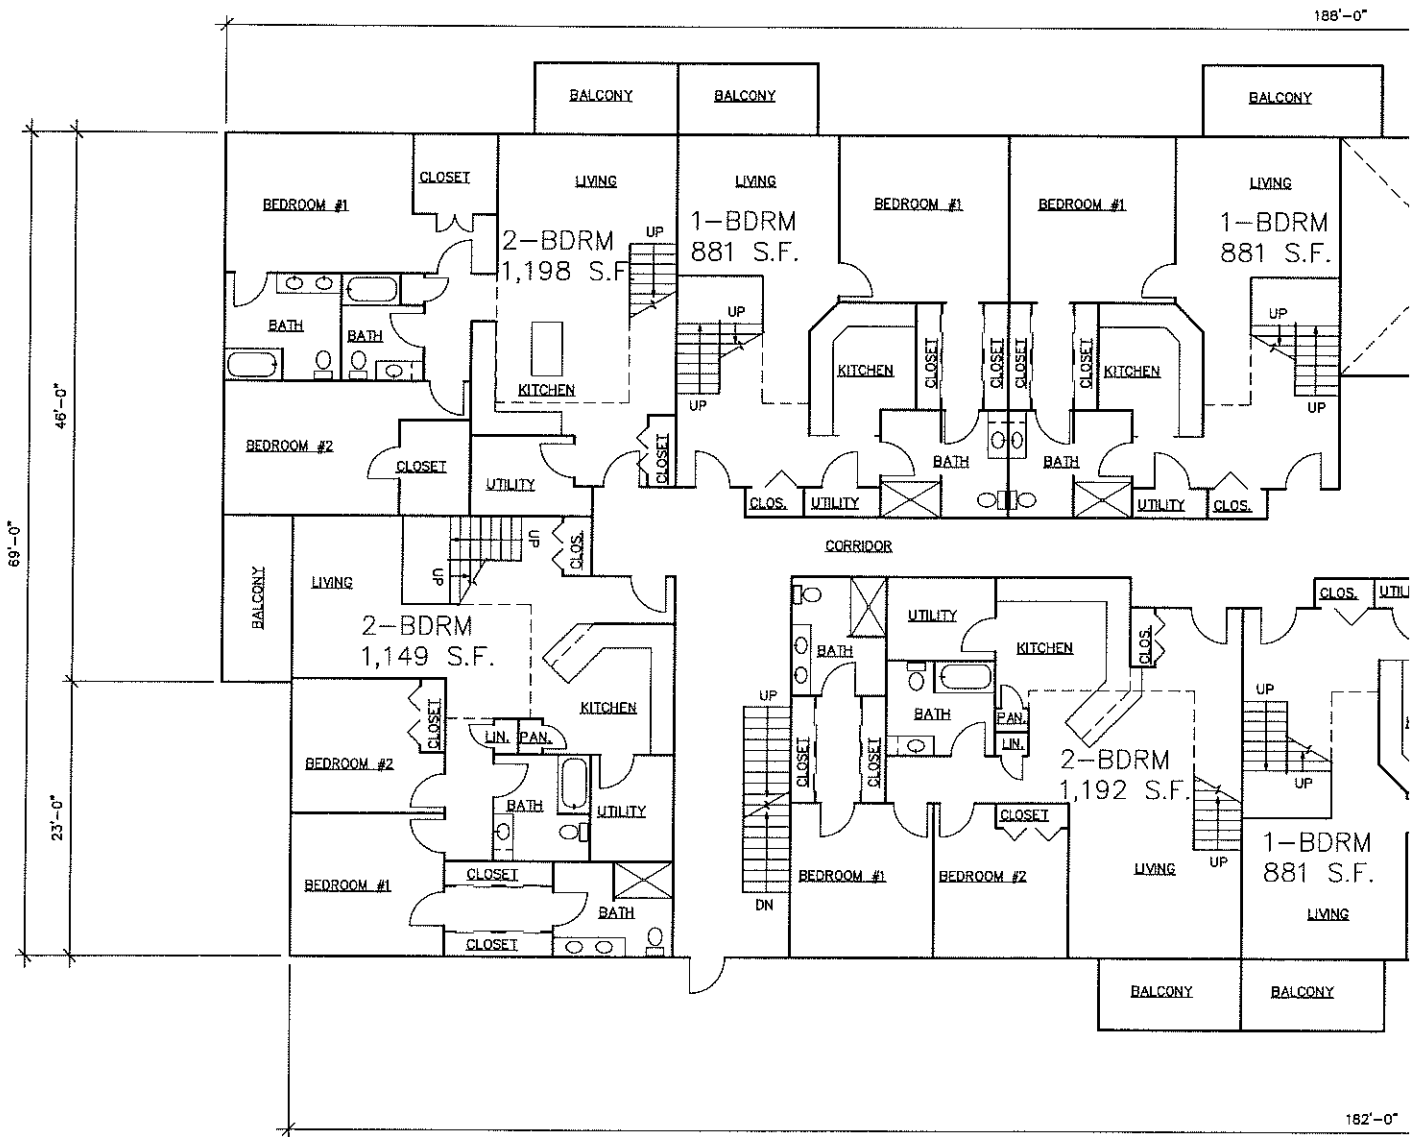 188'-0"
BALCONY
BALCONY
BALCONY
CLOSET
LIVING
LIVING
LIVING
BEDROOM #1
BEDROOM #1
BEDROOM #1
UP
2-BDRM
1,198 S.F.
1-BDRM
881 S.F.
1-BDRM
881 S.F.
BATH
BATH
UP
UP
KITCHEN
KITCHEN
KITCHEN
CLOSET
CLOSET
CLOSET
CLOSET
UP
UP
46'-0"
BEDROOM #2
CLOSET
UTILITY
CLOSET
BATH
BATH
CLOS.
UTILITY
UTILITY
CLOS.
69'-0"
CORRIDOR
UP
UP
CLOS.
LIVING
BALCONY
2-BDRM
1,149 S.F.
UTILITY
KITCHEN
BATH
CLOS.
CLOS.
UTILI
KITCHEN
CLOSET
LIN.
PAN.
UP
BATH
PAN.
LIN.
UP
BEDROOM #2
CLOSET
CLOSET
2-BDRM
1,192 S.F.
UP
23'-0"
BATH
UTILITY
CLOSET
1-BDRM
881 S.F.
UP
BEDROOM #1
CLOSET
BEDROOM #1
BEDROOM #2
LIVING
DN
BATH
CLOSET
LIVING
BALCONY
BALCONY
182'-0"